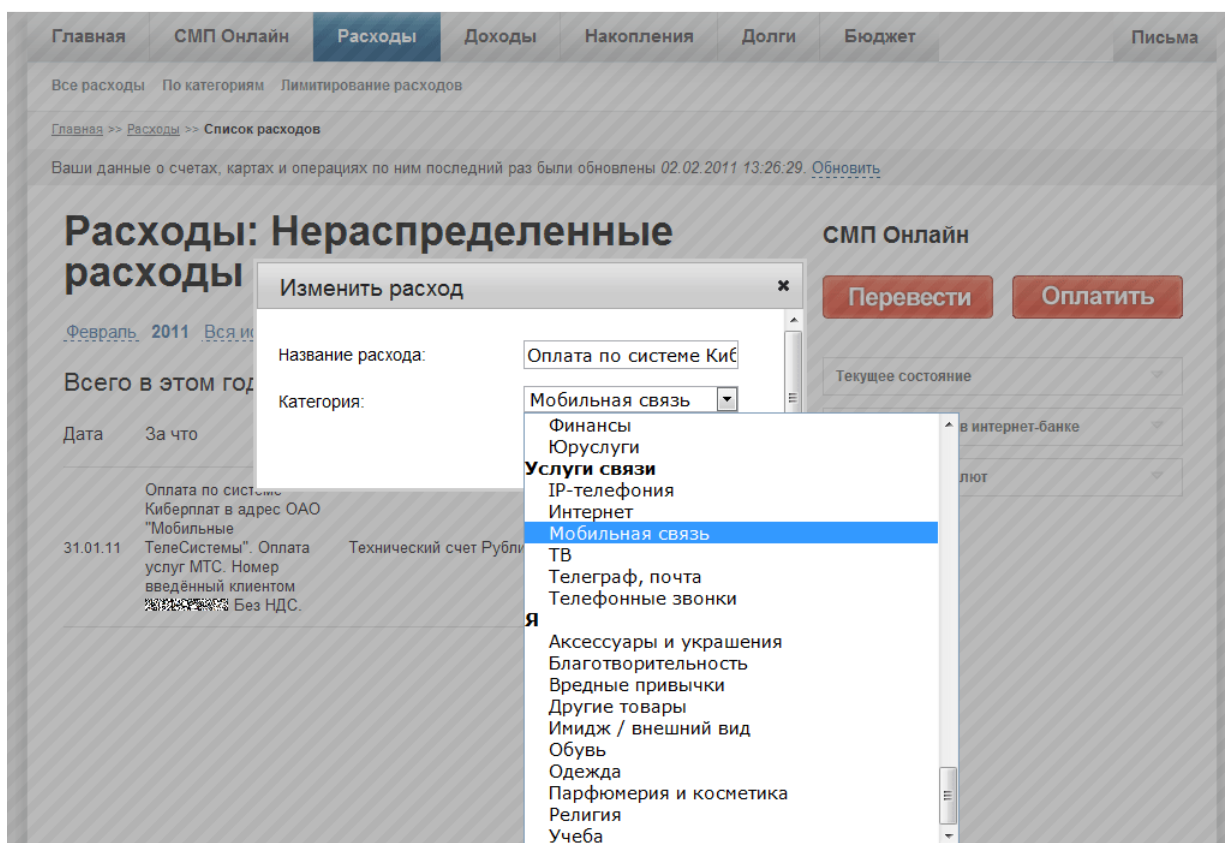 Главная СМП Онлайн Расходы Доходы Накопления Долги Бюджет Письма
Все расходы По категориям Лимитирование расходов
Главная >> Расходы >> Список расходов
Ваши данные о счетах, картах и операциях по ним последний раз были обновлены 02.02.2011 13:26:29. Обновить
Расходы: Нераспределенные
расходы
СМП Онлайн
Перевести Оплатить
Февраль 2011 Вся ис
Всего в этом год
Дата За что
31.01.11
Оплата по системе
Киберплат в адрес ОАО
"Мобильные
ТелеСистемы". Оплата
услуг МТС. Номер
введённый клиентом
Без НДС.
Технический счет Рубли
Изменить расход
Название расхода: Оплата по системе Киб
Категория: Мобильная связь
Финансы
Юруслуги
Услуги связи
IP-телефония
Интернет
Мобильная связь
ТВ
Телеграф, почта
Телефонные звонки
Я
Аксессуары и украшения
Благотворительность
Вредные привычки
Другие товары
Имидж / внешний вид
Обувь
Одежда
Парфюмерия и косметика
Религия
Учеба
Текущее состояние
в интернет-банке
лют